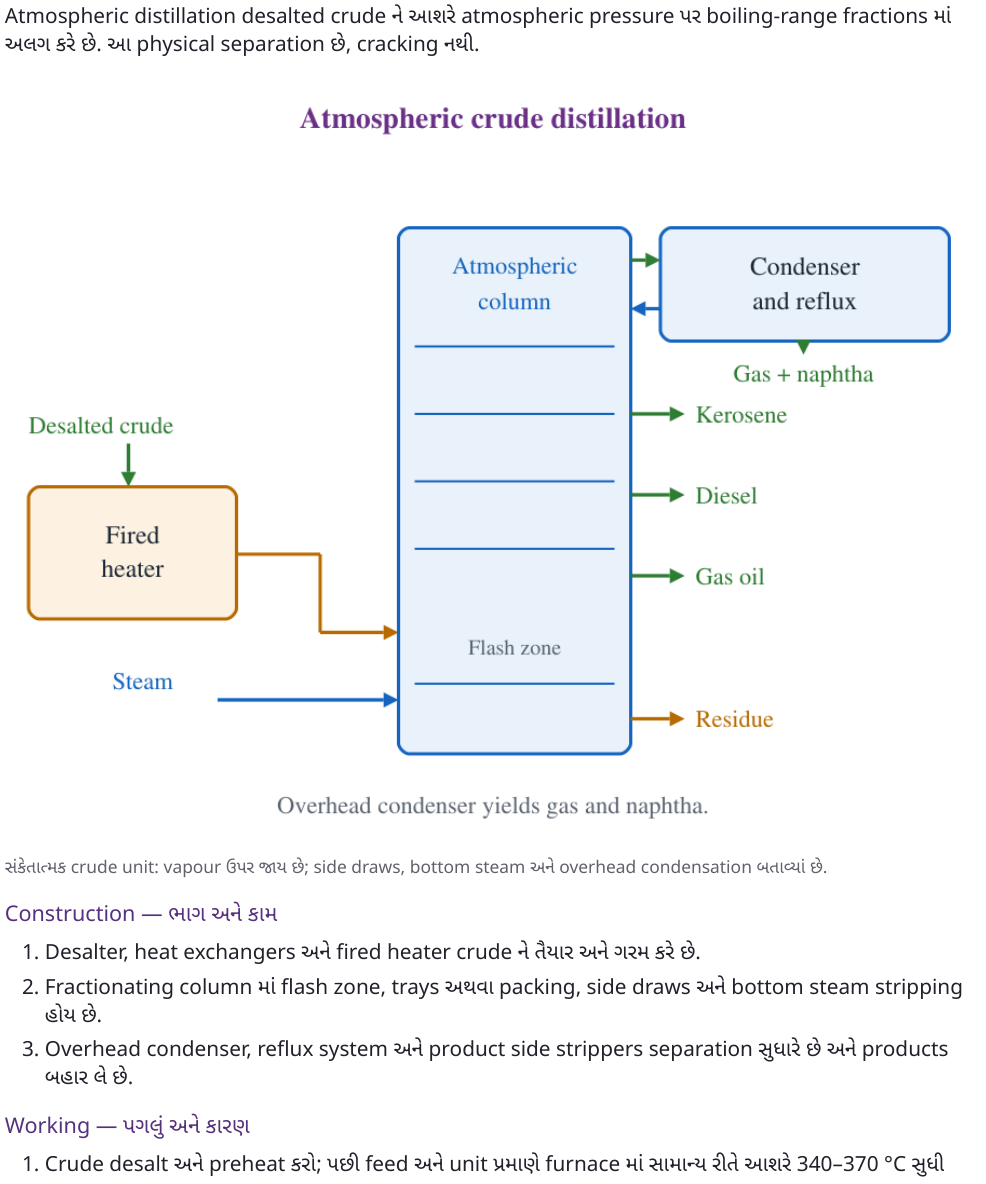 Atmospheric distillation desalted crude ને આશરે atmospheric pressure પર boiling-range fractions માં
અલગ કરે છે. આ physical separation છે, cracking નથી.
Atmospheric crude distillation
Atmospheric
column
Condenser
and reflux
Gas + naphtha
Kerosene
Desalted crude
Diesel
Fired
heater
Gas oil
Flash zone
Steam
Residue
Overhead condenser yields gas and naphtha.
સંકેતાત્મક crude unit: vapour ઉપર જાય છે; side draws, bottom steam અને overhead condensation બતાવ્યાં છે.
Construction — ભાગ અને કામ
1. Desalter, heat exchangers અને fired heater crude ને તૈયાર અને ગરમ કરે છે.
2. Fractionating column માં flash zone, trays અથવા packing, side draws અને bottom steam stripping
હોય છે.
3. Overhead condenser, reflux system અને product side strippers separation સુધારે છે અને products
બહાર લે છે.
Working — પગલું અને કારણ
1. Crude desalt અને preheat કરો; પછી feed અને unit પ્રમાણે furnace માં સામાન્ય રીતે આશરે 340–370 °C સુધી